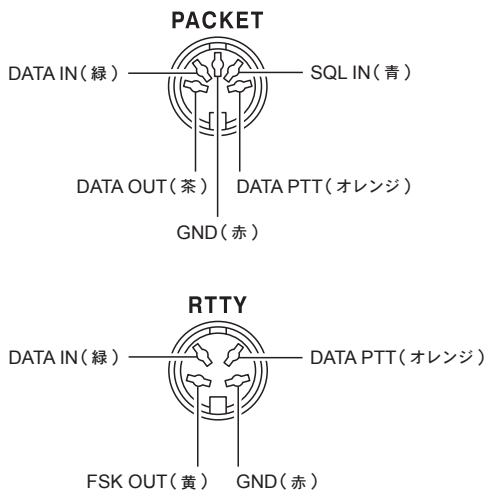 PACKET
DATA IN(緑)
SQL IN(青)
DATA OUT(茶)
DATA PTT(オレンジ)
GND(赤)
RTTY
DATA IN(緑)
DATA PTT(オレンジ)
FSK OUT(黄)
GND(赤)